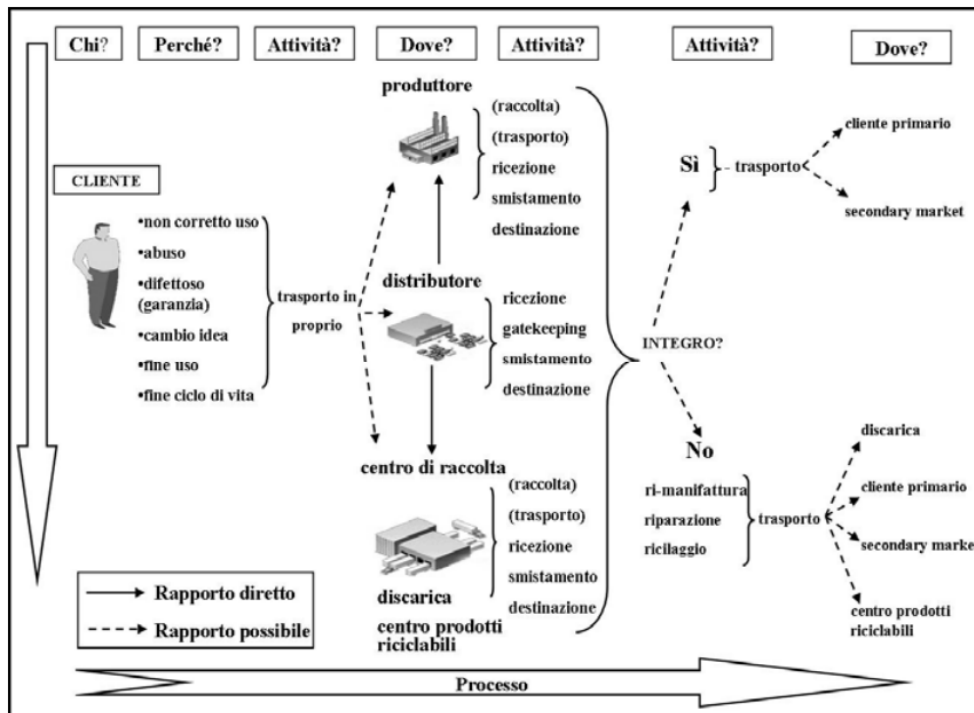 Chi?
Perché?
Attività?
Dove?
Attività?
Attività?
Dove?
CLIENTE
•non corretto uso
•abuso
•difettoso
(garanzia)
•cambio idea
•fine uso
•fine ciclo di vita
trasporto in
proprio
produttore
(raccolta)
(trasporto)
ricezione
smistamento
destinazione
distributore
ricezione
gatekeeping
smistamento
destinazione
centro di raccolta
discarica
centro prodotti
riciclabili
(raccolta)
(trasporto)
ricezione
smistamento
destinazione
INTEGRO?
Sì
trasporto
cliente primario
secondary market
No
ri-manifattura
riparazione
ricilaggio
trasporto
discarica
cliente primario
secondary marke
centro prodotti
riciclabili
Rapporto diretto
Rapporto possibile
Processo